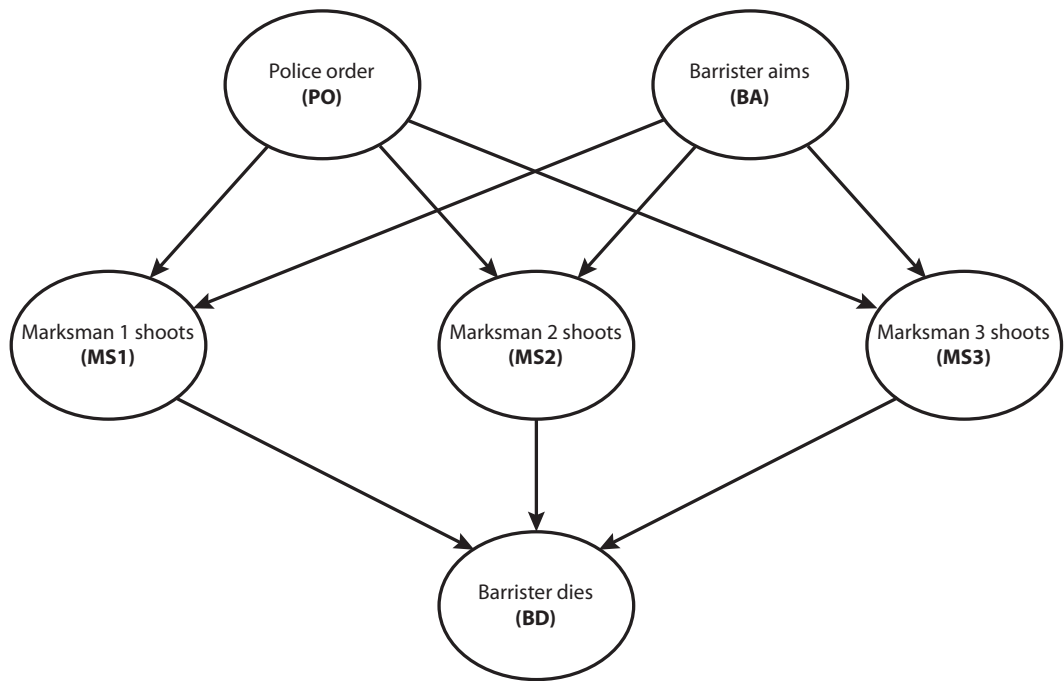 Police order
(PO)
Barrister aims
(BA)
Marksman 1 shoots
(MS1)
Marksman 2 shoots
(MS2)
Marksman 3 shoots
(MS3)
Barrister dies
(BD)